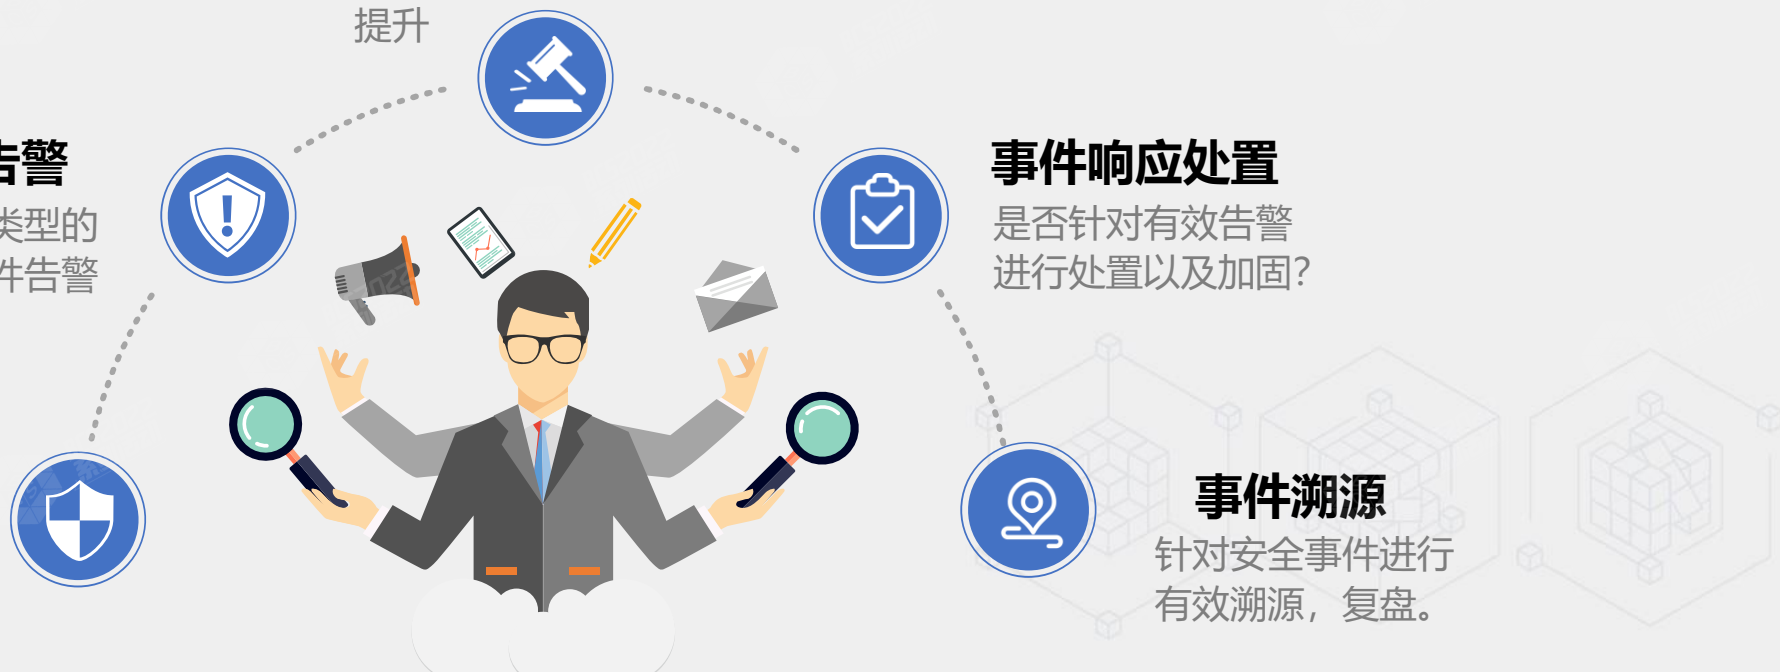 提升
告警
类型的
件告警
事件响应处置
是否针对有效告警
进行处置以及加固?
事件溯源
针对安全事件进行
有效溯源，复盘。